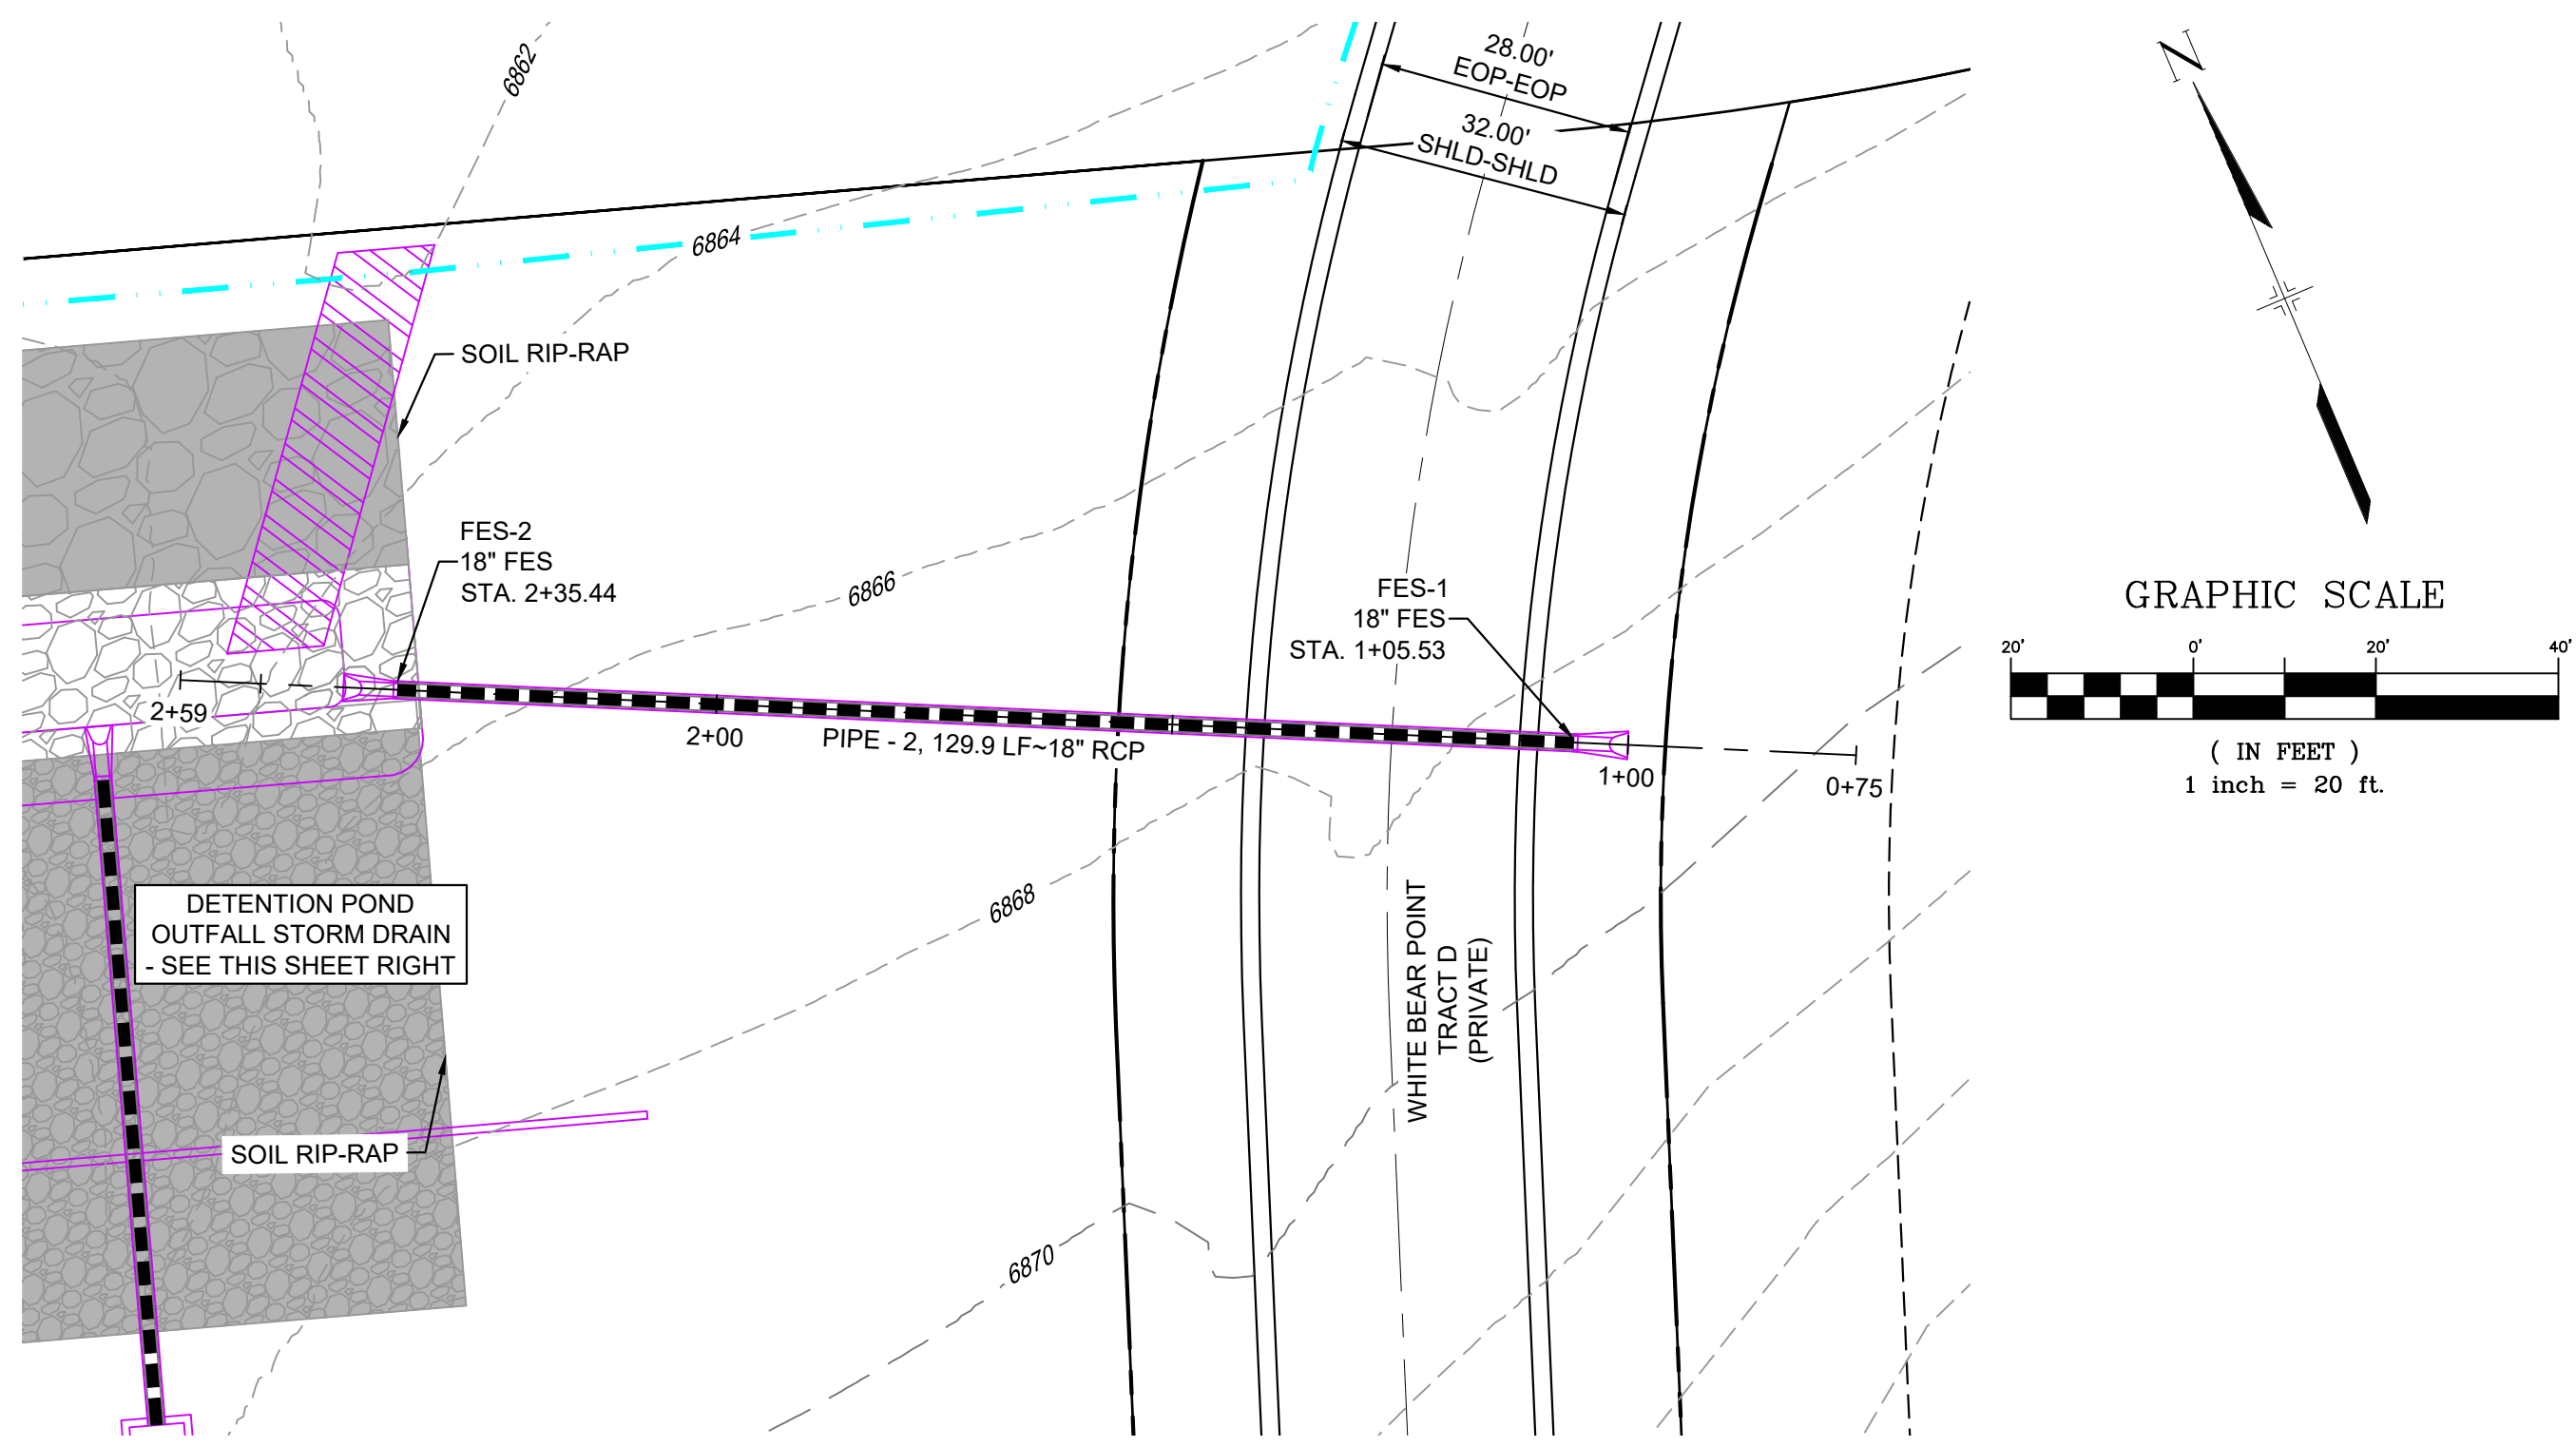 6862
28.00'
EOP-EOP
32.00'
SHLD-SHLD
N
6864
SOIL RIP-RAP
FES-2
18" FES
STA. 2+35.44
6866
FES-1
18" FES
STA. 1+05.53
GRAPHIC SCALE
20'
0'
20'
40'
( IN FEET )
1 inch = 20 ft.
2+59
2+00
PIPE - 2, 129.9 LF~18" RCP
1+00
0+75
DETENTION POND
OUTFALL STORM DRAIN
- SEE THIS SHEET RIGHT
6868
WHITE BEAR POINT
TRACT D
(PRIVATE)
SOIL RIP-RAP
6870